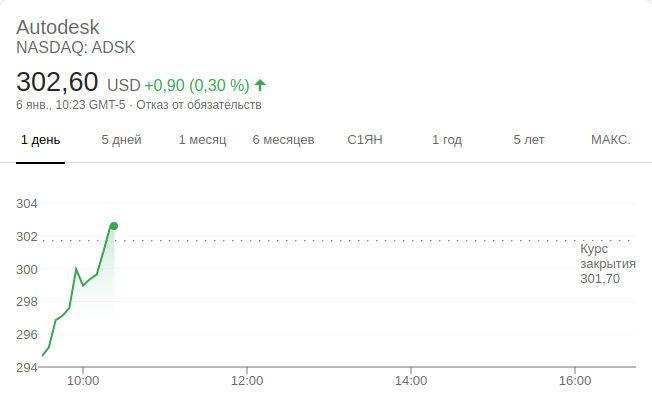 Autodesk
NASDAQ: ADSK
302,60 USD +0,90 (0,30 %)
6 янв., 10:23 GMT-5 · Отказ от обязательств
1 день 5 дней 1 месяц 6 месяцев С1ЯН 1 год 5 лет МАКС.
304
302
Курс
закрытия
301,70
300
298
296
294
10:00 12:00 14:00 16:00